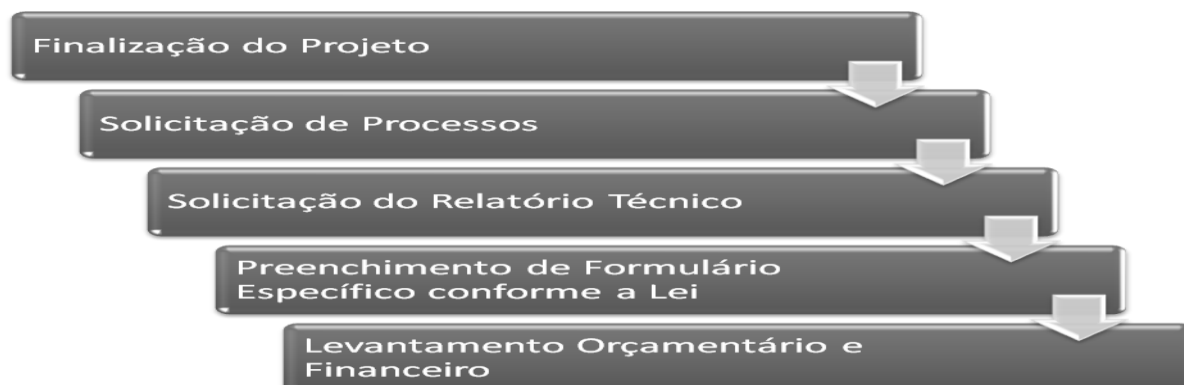 Finalização do Projeto
Solicitação de Processos
Solicitação do Relatório Técnico
Preenchimento de Formulário
Específico conforme a Lei
Levantamento Orçamentário e
Financeiro